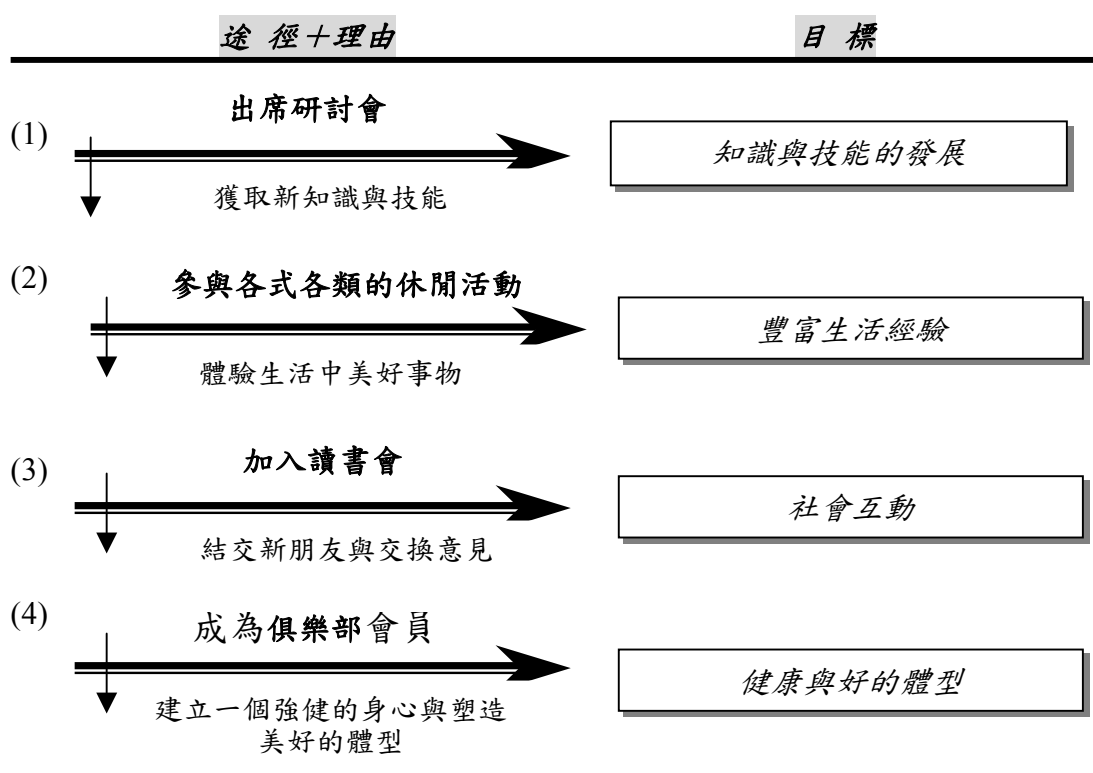 途 徑＋理由
目 標
(1)
出席研討會
獲取新知識與技能
知識與技能的發展
(2)
參與各式各類的休閒活動
體驗生活中美好事物
豐富生活經驗
(3)
加入讀書會
結交新朋友與交換意見
社會互動
(4)
成為俱樂部會員
建立一個強健的身心與塑造
美好的體型
健康與好的體型